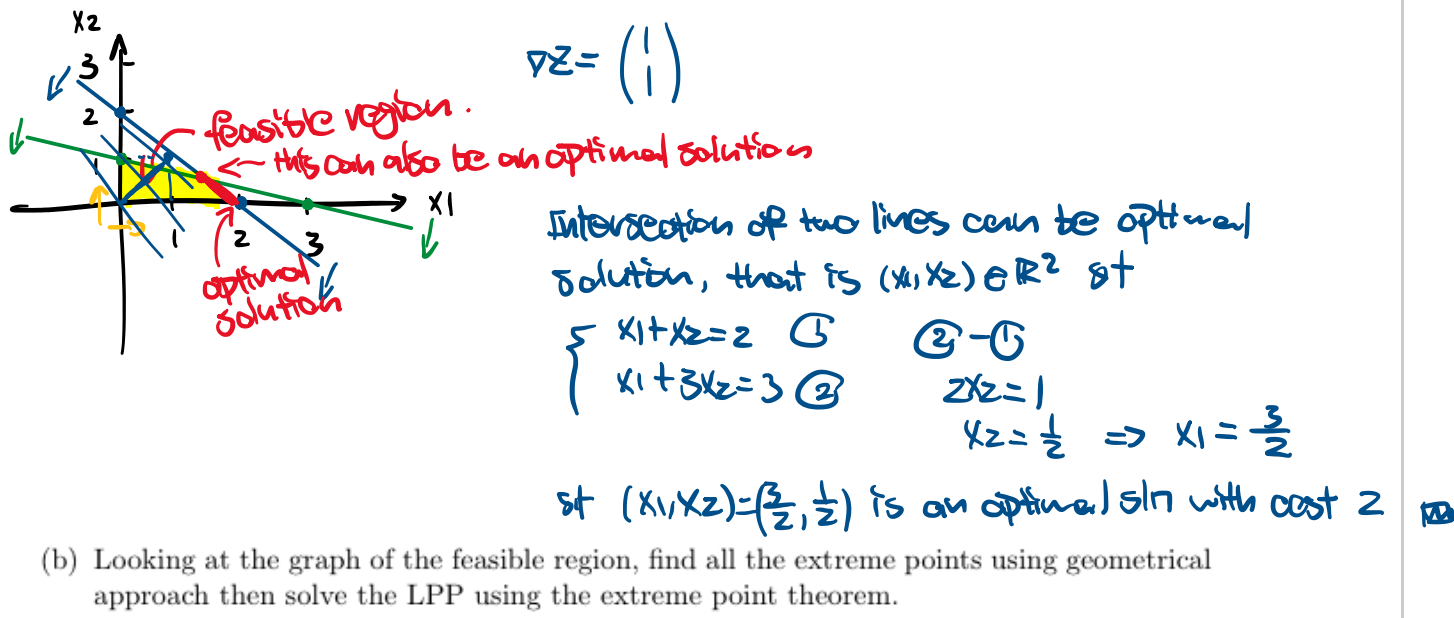 X2
3
2
1
1
2
3
X1
feasible region.
this can also be an optimal solution
optimal
solution
∇Z = (1 1)
Intersection of two lines can be optimal
solution, that is (x1, x2) ∈ ℝ² st
{ x1 + x2 = 2 ①
x1 + 3x2 = 3 ②
② - ①
2x2 = 1
x2 = 1/2 ⇒ x1 = 3/2
st (x1, x2) = (3/2, 1/2) is an optimal sln with cost 2
(b) Looking at the graph of the feasible region, find all the extreme points using geometrical
approach then solve the LPP using the extreme point theorem.